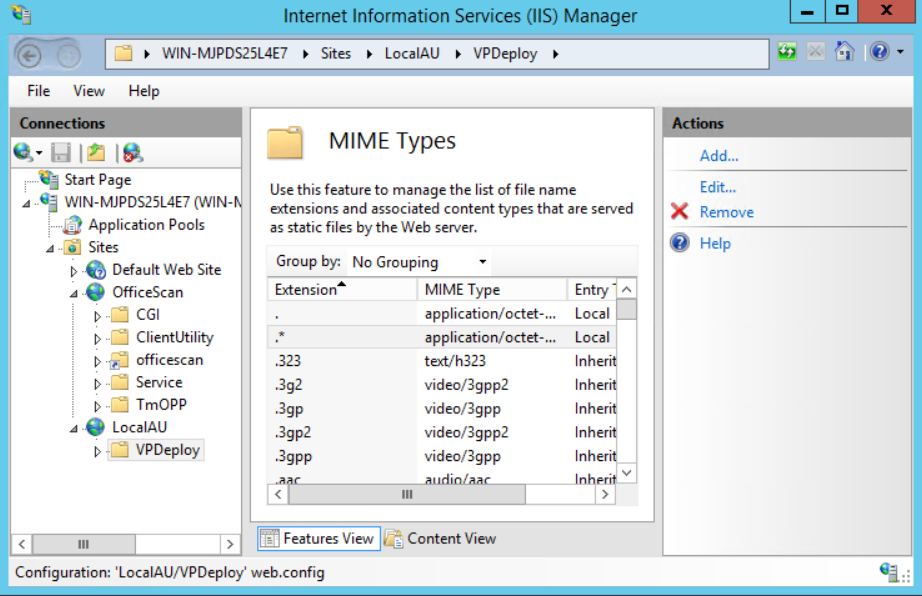 Internet Information Services (IIS) Manager
WIN-MJPDS25L4E7 Sites LocalAU VPDeploy
File View Help
Connections
Start Page
WIN-MJPDS25L4E7 (WIN-M
Application Pools
Sites
Default Web Site
OfficeScan
CGI
ClientUtility
officescan
Service
TmOPP
LocalAU
VPDeploy
MIME Types
Use this feature to manage the list of file name
extensions and associated content types that are served
as static files by the Web server.
Group by: No Grouping
Extension MIME Type Entry T
. application/octet-... Local
.* application/octet-... Local
.323 text/h323 Inherit
.3g2 video/3gpp2 Inherit
.3gp video/3gpp Inherit
.3gp2 video/3gpp2 Inherit
.3gpp video/3gpp Inherit
.aac audio/aac Inherit
Features View Content View
Actions
Add...
Edit...
Remove
Help
Configuration: 'LocalAU/VPDeploy' web.config